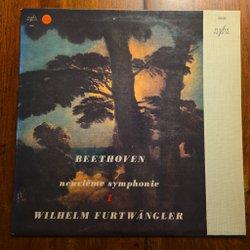 BEETHOVEN
neuvième symphonie
1
WILHELM FURTWÄNGLER